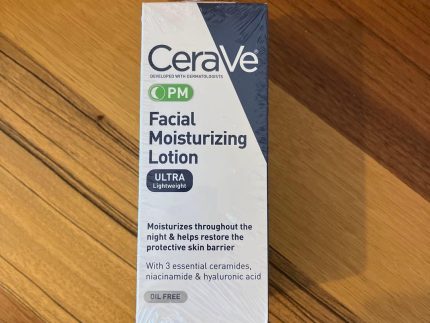 CeraVe®
DEVELOPED WITH DERMATOLOGISTS
PM
Facial
Moisturizing
Lotion
ULTRA
Lightweight
Moisturizes throughout the
night & helps restore the
protective skin barrier
With 3 essential ceramides,
niacinamide & hyaluronic acid
OIL FREE